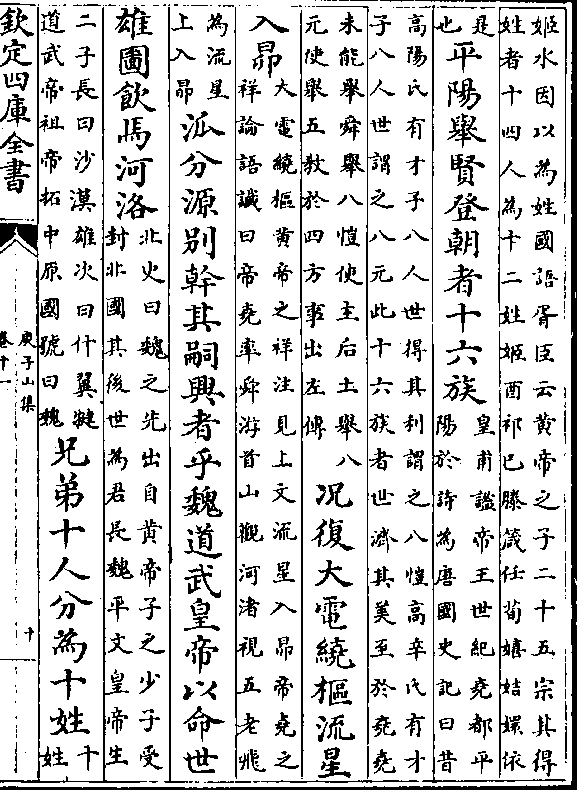 姬水因以為姓國語胥臣云黄帝之子二十五宗其得
姓者十四人為十二姓姬酉祁巳滕箴任荀嬉姞嬛依
是
也
平陽舉賢登朝者十六族
皇甫謐帝王世紀堯都平
陽於詩為唐國史記曰昔
高陽氏有才子八人世得其利謂之八愷高辛氏有才
子八人世謂之八元此十六族者世濟其美至於堯堯
未能舉舜舉八愷使主后土舉八
元使舉五教於四方事出左傳
况復大電繞樞流星
入昴
大電繞樞黄帝之祥注見上文流星入昴帝堯之
祥論語讖曰帝堯率舜游首山觀河渚視五老飛
為流星
上入昴
泒分源别幹其嗣興者乎魏道武皇帝以命世
雄圖飲馬河洛
北史曰魏之先出自黄帝子之少子受
封北國其後世為君長魏平文皇帝生
二子長曰沙漠雄次曰什翼犍
道武帝祖帝拓中原國號曰魏
兄弟十人分為十姓
十
姓
欽定四庫全書
庚子山集
卷十一
十